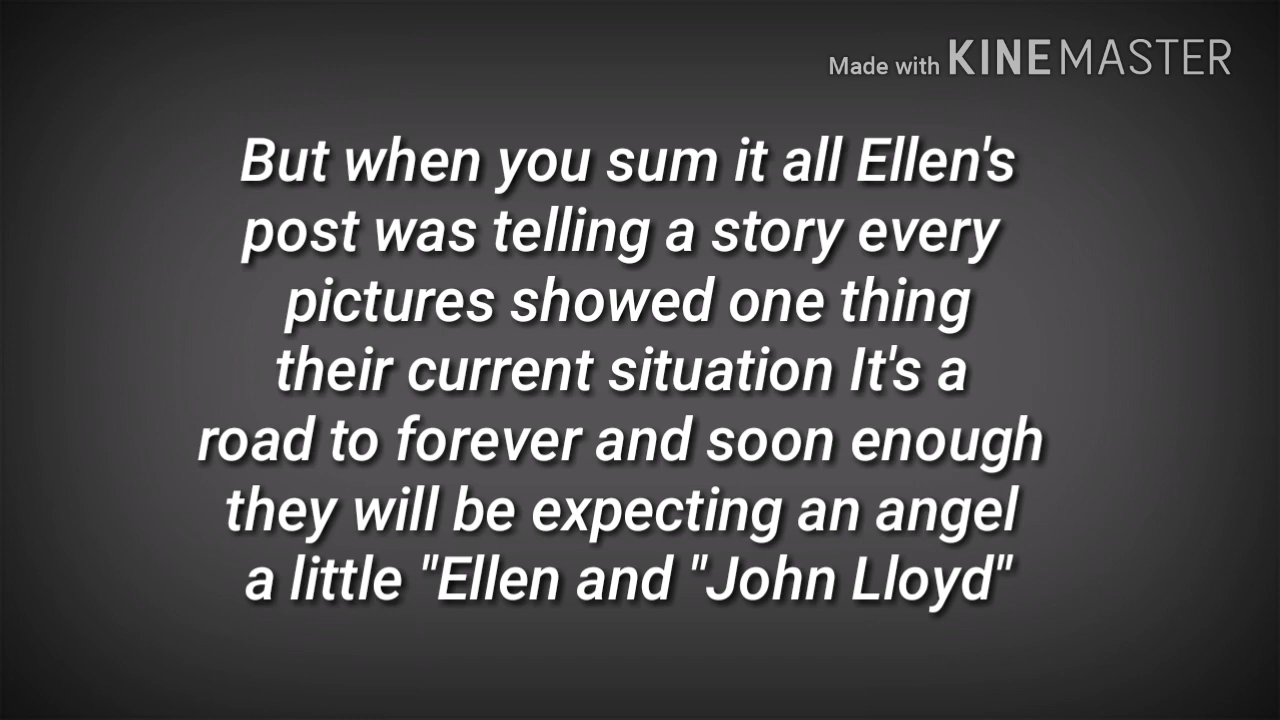 Made with KINEMASTER
But when you sum it all Ellen's
post was telling a story every
pictures showed one thing
their current situation It's a
road to forever and soon enough
they will be expecting an angel
a little "Ellen and "John Lloyd"